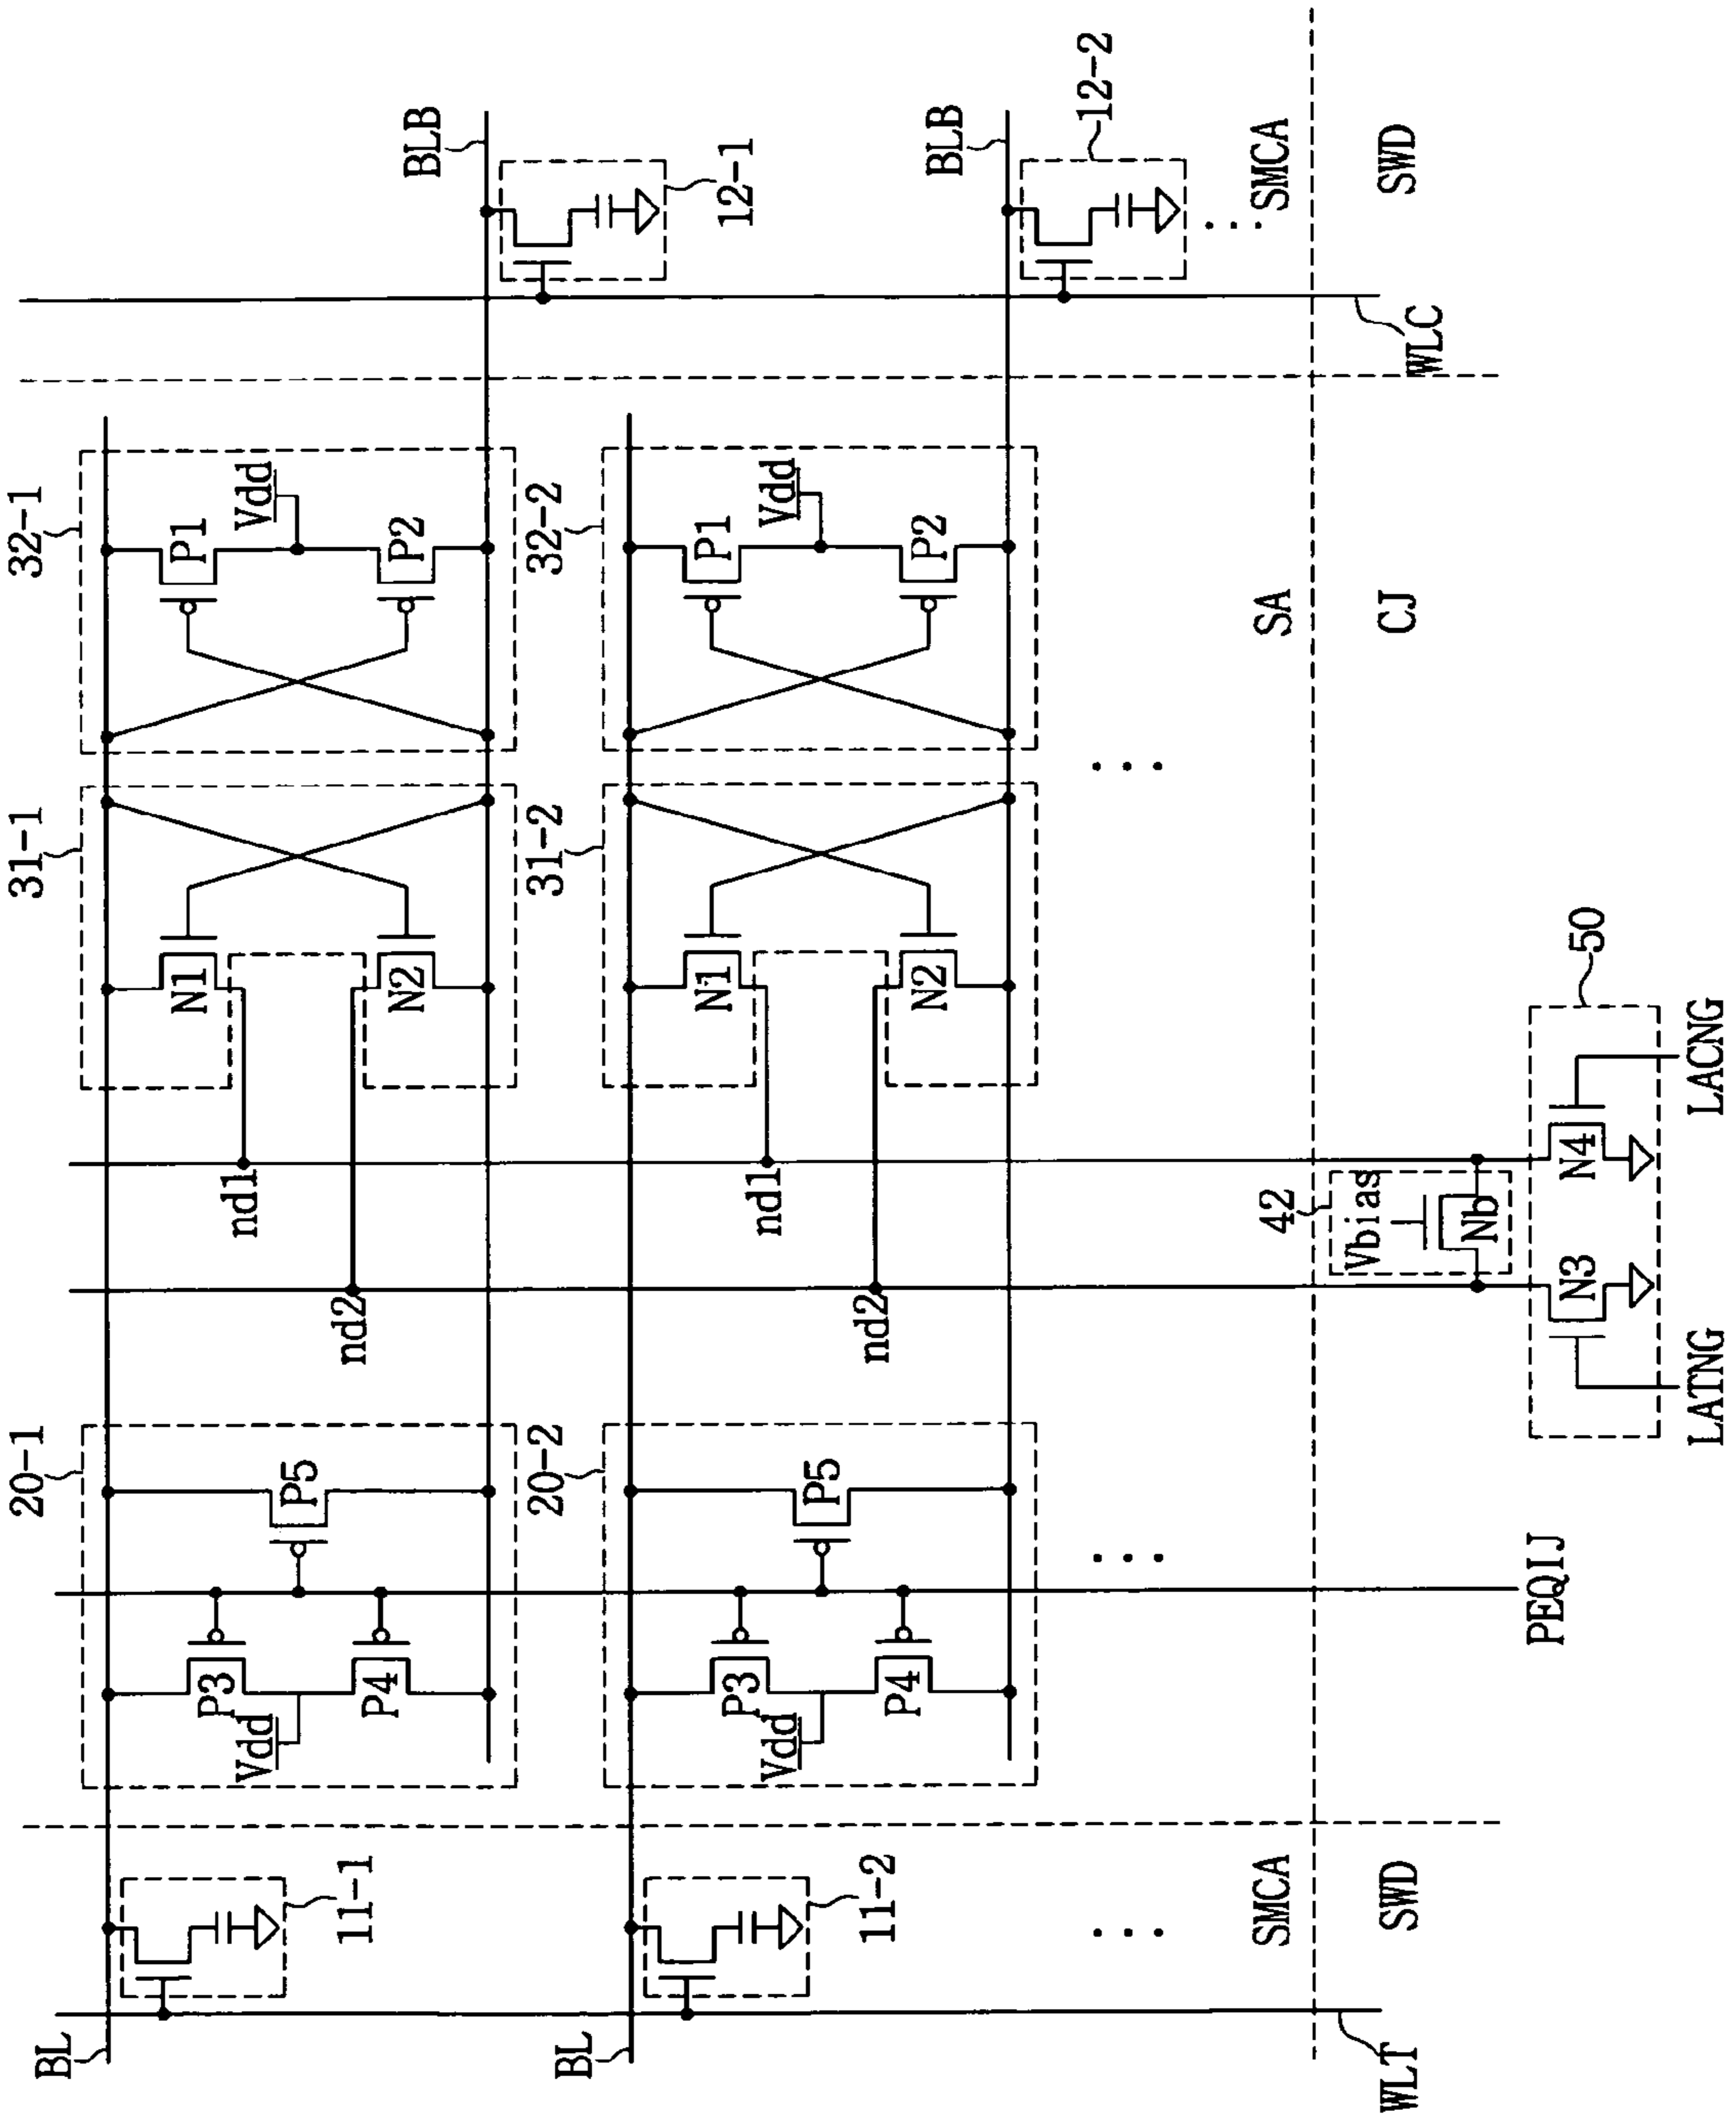 32-1
32-2
31-1
31-2
20-1
20-2
BL
BL
BLB
BLB
12-1
12-2
11-1
11-2
P1
Vdd
P2
P1
Vdd
P2
N1
N2
N1
N2
nd1
nd2
nd1
nd2
P5
P3
P4
Vdd
P5
P3
P4
Vdd
SMCA
SWD
WLC
SA
CJ
42
Vbias
Nb
50
N4
N3
LACNG
LATNG
PEQIJ
SMCA
SWD
WLT